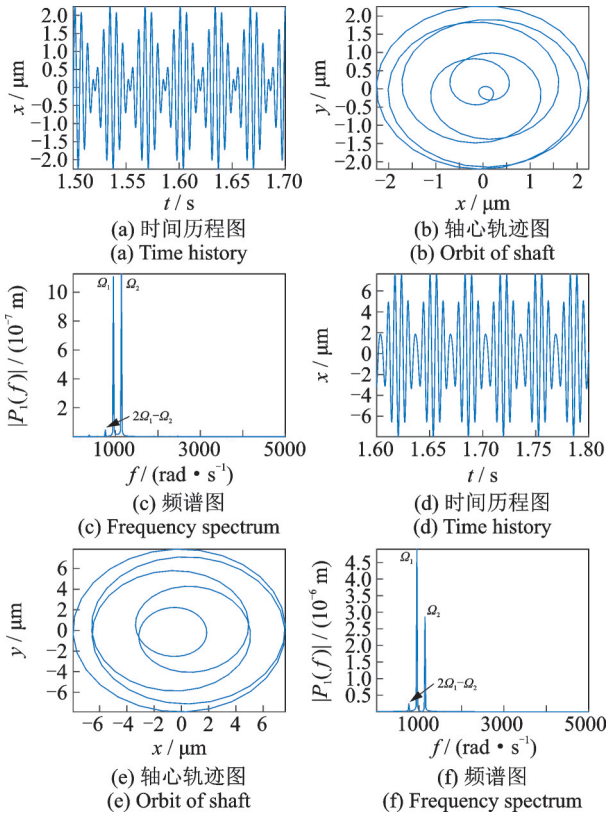 2.0
1.5
1.0
0.5
0
−0.5
−1.0
−1.5
−2.0
x / μm
1.50 1.55 1.60 1.65 1.70
t / s
(a) 时间历程图
(a) Time history
2.0
1.5
1.0
0.5
0
−0.5
−1.0
−1.5
−2.0
y / μm
−2 −1 0 1 2
x / μm
(b) 轴心轨迹图
(b) Orbit of shaft
10
8
6
4
2
|P₁(f)| / (10⁻⁷ m)
Ω₁ Ω₂
2Ω₁−Ω₂
1000 3000 5000
f / (rad·s⁻¹)
(c) 频谱图
(c) Frequency spectrum
6
4
2
0
−2
−4
−6
x / μm
1.60 1.65 1.70 1.75 1.80
t / s
(d) 时间历程图
(d) Time history
6
4
2
0
−2
−4
−6
y / μm
−6 −4 −2 0 2 4 6
x / μm
(e) 轴心轨迹图
(e) Orbit of shaft
4.5
4.0
3.5
3.0
2.5
2.0
1.5
1.0
0.5
|P₁(f)| / (10⁻⁶ m)
Ω₁
Ω₂
2Ω₁−Ω₂
1000 3000 5000
f / (rad·s⁻¹)
(f) 频谱图
(f) Frequency spectrum